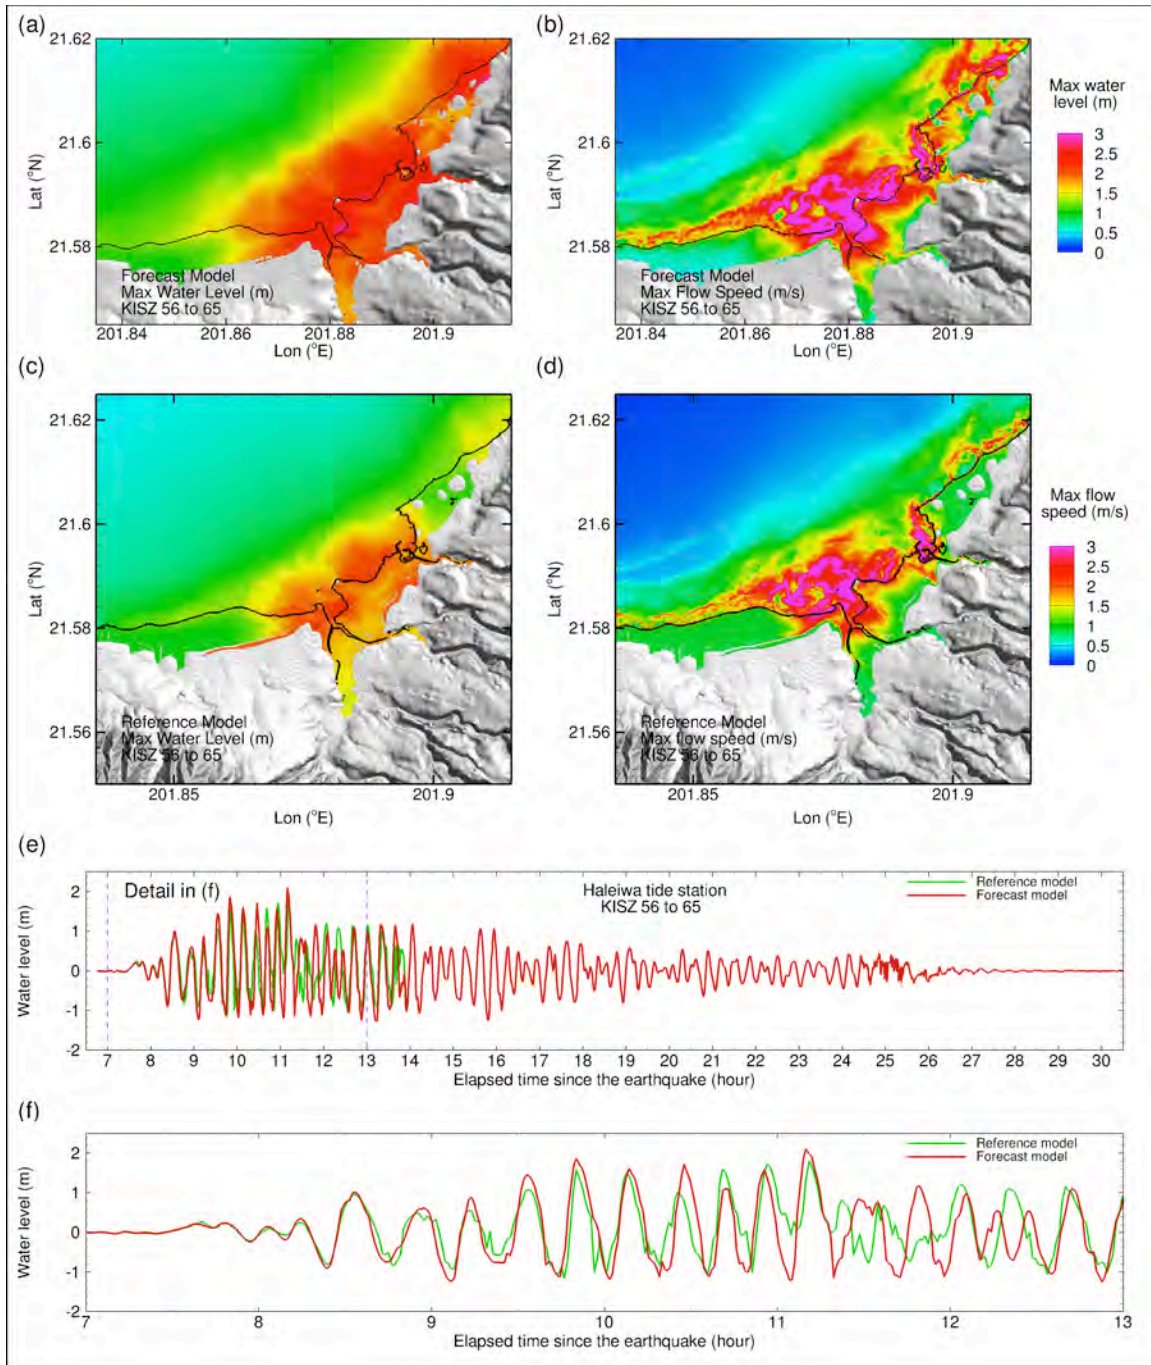 (a)
(b)
21.62
21.6
21.58
Lat (°N)
Forecast Model
Max Water Level (m)
KISZ 56 to 65
201.84
201.86
201.88
201.9
Lon (°E)
21.62
21.6
21.58
Lat (°N)
Forecast Model
Max Flow Speed (m/s)
KISZ 56 to 65
201.84
201.86
201.88
201.9
Lon (°E)
Max water
level (m)
3
2.5
2
1.5
1
0.5
0
(c)
(d)
21.62
21.6
21.58
21.56
Lat (°N)
Reference Model
Max Water Level (m)
KISZ 56 to 65
201.85
201.9
Lon (°E)
21.62
21.6
21.58
21.56
Lat (°N)
Reference Model
Max flow speed (m/s)
KISZ 56 to 65
201.85
201.9
Lon (°E)
Max flow
speed (m/s)
3
2.5
2
1.5
1
0.5
0
(e)
Detail in (f)
Haleiwa tide station
KISZ 56 to 65
Reference model
Forecast model
Water level (m)
2
1
0
-1
-2
7 8 9 10 11 12 13 14 15 16 17 18 19 20 21 22 23 24 25 26 27 28 29 30
Elapsed time since the earthquake (hour)
(f)
Reference model
Forecast model
Water level (m)
2
1
0
-1
-2
7 8 9 10 11 12 13
Elapsed time since the earthquake (hour)